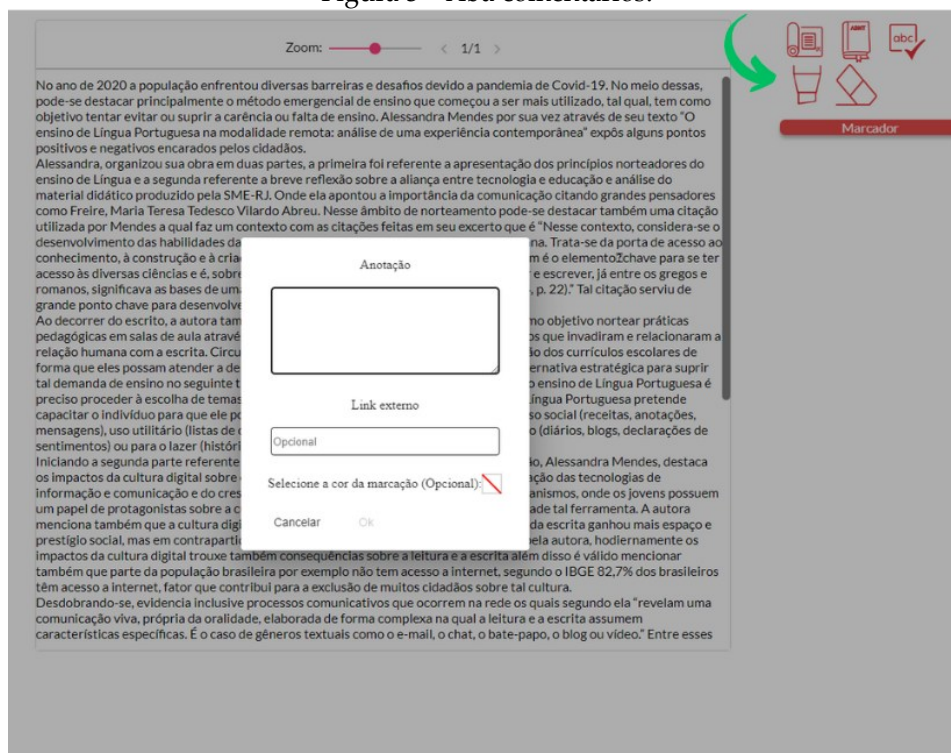 Figura – Aba comentários.
Zoom: < 1/1 >
ABNT
abc
Marcador
No ano de 2020 a população enfrentou diversas barreiras e desafios devido a pandemia de Covid-19. No meio dessas,
pode-se destacar principalmente o método emergencial de ensino que começou a ser mais utilizado, tal qual, tem como
objetivo tentar evitar ou suprir a carência ou falta de ensino. Alessandra Mendes por sua vez através de seu texto "O
ensino de Língua Portuguesa na modalidade remota: análise de uma experiência contemporânea" expôs alguns pontos
positivos e negativos encarados pelos cidadãos.
Alessandra, organizou sua obra em duas partes, a primeira foi referente a apresentação dos princípios norteadores do
ensino de Língua e a segunda referente a breve reflexão sobre a aliança entre tecnologia e educação e análise do
material didático produzido pela SME-RJ. Onde ela apontou a importância da comunicação citando grandes pensadores
como Freire, Maria Teresa Tedesco Vilardo Abreu. Nesse âmbito de norteamento pode-se destacar também uma citação
utilizada por Mendes a qual faz um contexto com as citações feitas em seu excerto que é "Nesse contexto, considera-se o
desenvolvimento das habilidades da na. Trata-se da porta de acesso ao
conhecimento, à construção e à cria m é o elementoŽchave para se ter
acesso às diversas ciências e é, sobre e escrever, já entre os gregos e
romanos, significava as bases de um , p. 22)." Tal citação serviu de
grande ponto chave para desenvolve
Ao decorrer do escrito, a autora tam mo objetivo nortear práticas
pedagógicas em salas de aula atravé os que invadiram e relacionaram a
relação humana com a escrita. Circu ão dos currículos escolares de
forma que eles possam atender a de ernativa estratégica para suprir
tal demanda de ensino no seguinte t o ensino de Língua Portuguesa é
preciso proceder à escolha de temas Língua Portuguesa pretende
capacitar o indivíduo para que ele po so social (receitas, anotações,
mensagens), uso utilitário (listas de o (diários, blogs, declarações de
sentimentos) ou para o lazer (histór
Iniciando a segunda parte referente io, Alessandra Mendes, destaca
os impactos da cultura digital sobre ação das tecnologias de
informação e comunicação e do cres anismos, onde os jovens possuem
um papel de protagonistas sobre a c ade tal ferramenta. A autora
menciona também que a cultura digi da escrita ganhou mais espaço e
prestígio social, mas em contraparti ela autora, hodiernamente os
impactos da cultura digital trouxe também consequências sobre a leitura e a escrita além disso é válido mencionar
também que parte da população brasileira por exemplo não tem acesso a internet, segundo o IBGE 82,7% dos brasileiros
têm acesso a internet, fator que contribui para a exclusão de muitos cidadãos sobre tal cultura.
Desdobrando-se, evidencia inclusive processos comunicativos que ocorrem na rede os quais segundo ela "revelam uma
comunicação viva, própria da oralidade, elaborada de forma complexa na qual a leitura e a escrita assumem
características específicas. É o caso de gêneros textuais como o e-mail, o chat, o bate-papo, o blog ou vídeo." Entre esses
Anotação
Link externo
Opcional
Selecione a cor da marcação (Opcional):
Cancelar Ok